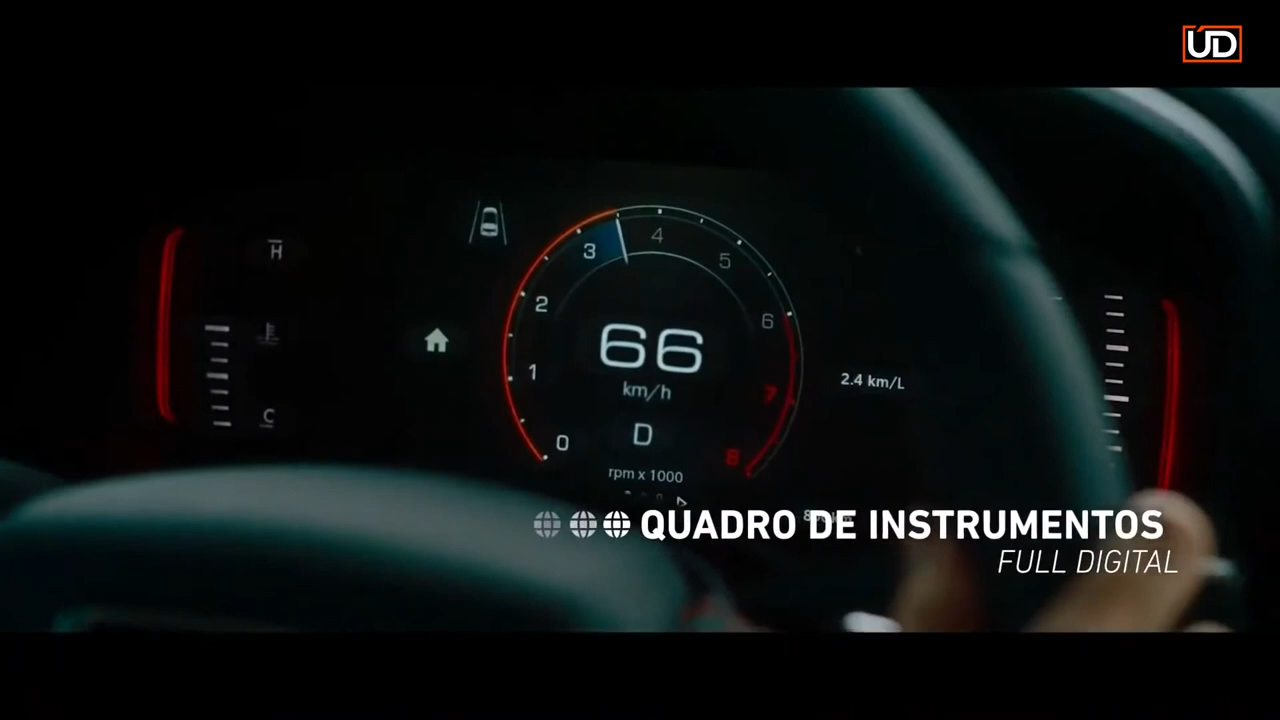 UD
H
C
0
1
2
3
4
5
6
7
8
66
km/h
D
rpm x 1000
2.4 km/L
QUADRO DE INSTRUMENTOS
FULL DIGITAL